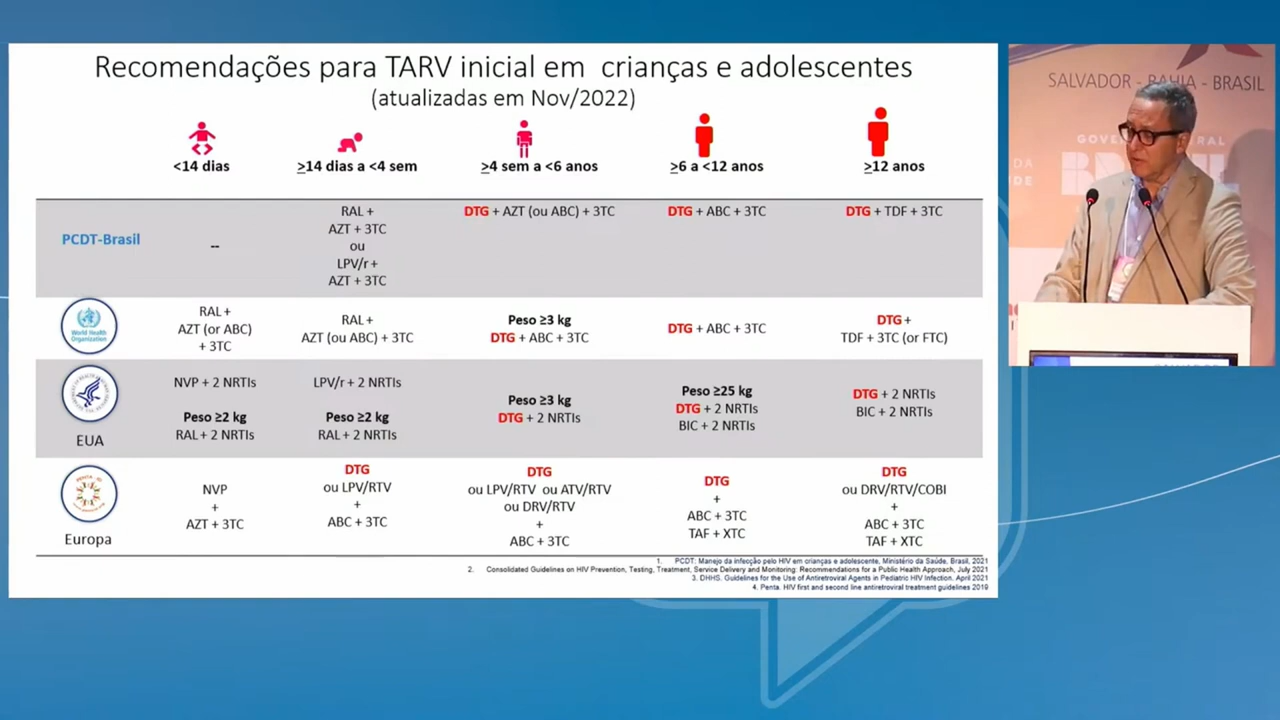 Recomendações para TARV inicial em crianças e adolescentes
(atualizadas em Nov/2022)
<14 dias
≥14 dias a <4 sem
≥4 sem a <6 anos
≥6 a <12 anos
≥12 anos
PCDT-Brasil
--
RAL +
AZT + 3TC
ou
LPV/r +
AZT + 3TC
DTG + AZT (ou ABC) + 3TC
DTG + ABC + 3TC
DTG + TDF + 3TC
World Health
Organization
RAL +
AZT (or ABC)
+ 3TC
RAL +
AZT (ou ABC) + 3TC
Peso ≥3 kg
DTG + ABC + 3TC
DTG + ABC + 3TC
DTG +
TDF + 3TC (or FTC)
EUA
NVP + 2 NRTIs
Peso ≥2 kg
RAL + 2 NRTIs
LPV/r + 2 NRTIs
Peso ≥2 kg
RAL + 2 NRTIs
Peso ≥3 kg
DTG + 2 NRTIs
Peso ≥25 kg
DTG + 2 NRTIs
BIC + 2 NRTIs
DTG + 2 NRTIs
BIC + 2 NRTIs
Europa
NVP
+
AZT + 3TC
DTG
ou LPV/RTV
+
ABC + 3TC
DTG
ou LPV/RTV ou ATV/RTV
ou DRV/RTV
+
ABC + 3TC
DTG
+
ABC + 3TC
TAF + XTC
DTG
ou DRV/RTV/COBI
+
ABC + 3TC
TAF + XTC
1. PCDT: Manejo da infecção pelo HIV em crianças e adolescente, Ministério da Saúde, Brasil, 2021
2. Consolidated Guidelines on HIV Prevention, Testing, Treatment, Service Delivery and Monitoring: Recommendations for a Public Health Approach, July 2021
3. DHHS. Guidelines for the Use of Antiretroviral Agents in Pediatric HIV Infection. April 2021
4. Penta. HIV first and second line antiretroviral treatment guidelines 2019
SALVADOR - BAHIA - BRASIL